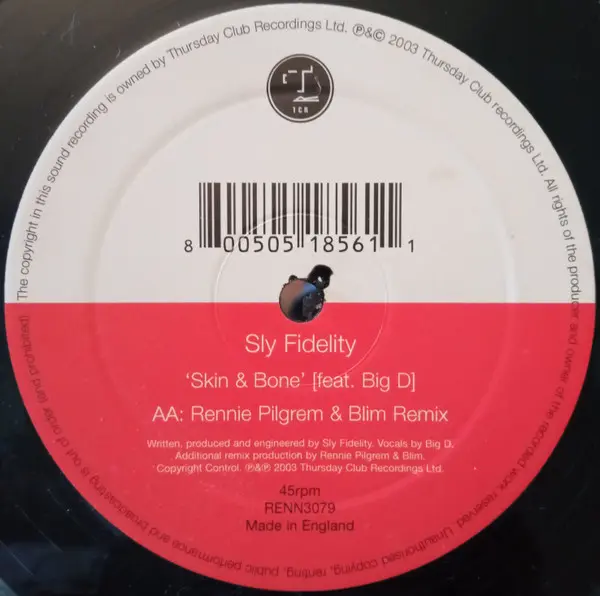 The copyright in this sound recording is owned by Thursday Club Recordings Ltd. ℗&© 2003 Thursday Club recordings Ltd. All rights of the producer and owner of the recorded work reserved. Unauthorised copying, renting, public performance and broadcasting is out of order (and prohibited)
TCR
8 00505 18561 1
Sly Fidelity
‘Skin & Bone’ [feat. Big D]
AA: Rennie Pilgrem & Blim Remix
Written, produced and engineered by Sly Fidelity. Vocals by Big D.
Additional remix production by Rennie Pilgrem & Blim.
Copyright Control. ℗&℗ 2003 Thursday Club Recordings Ltd.
45rpm
RENN3079
Made in England